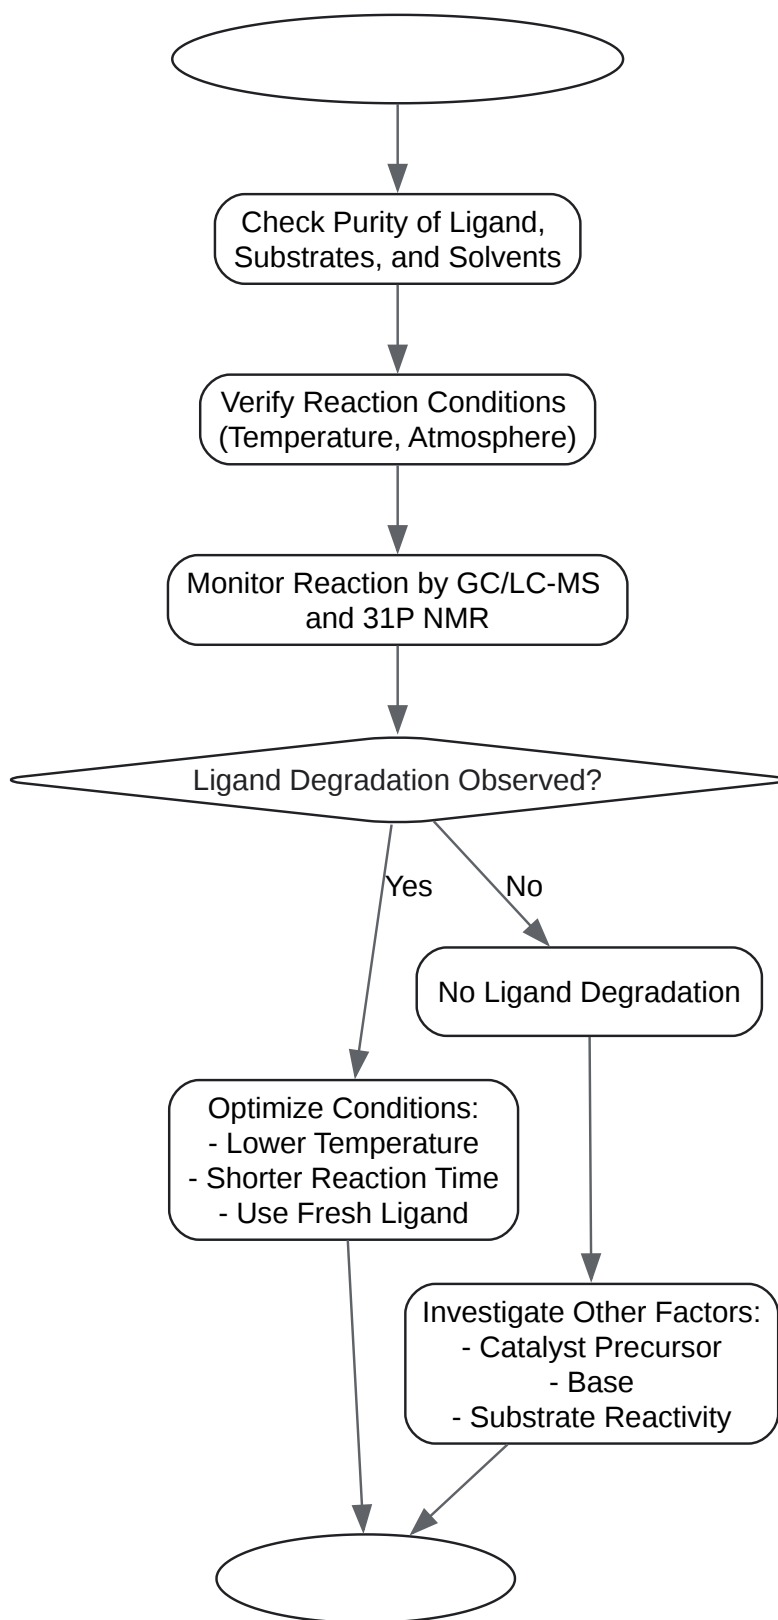 Check Purity of Ligand,
Substrates, and Solvents
Verify Reaction Conditions
(Temperature, Atmosphere)
Monitor Reaction by GC/LC-MS
and 31P NMR
Ligand Degradation Observed?
Yes
No
No Ligand Degradation
Optimize Conditions:
- Lower Temperature
- Shorter Reaction Time
- Use Fresh Ligand
Investigate Other Factors:
- Catalyst Precursor
- Base
- Substrate Reactivity